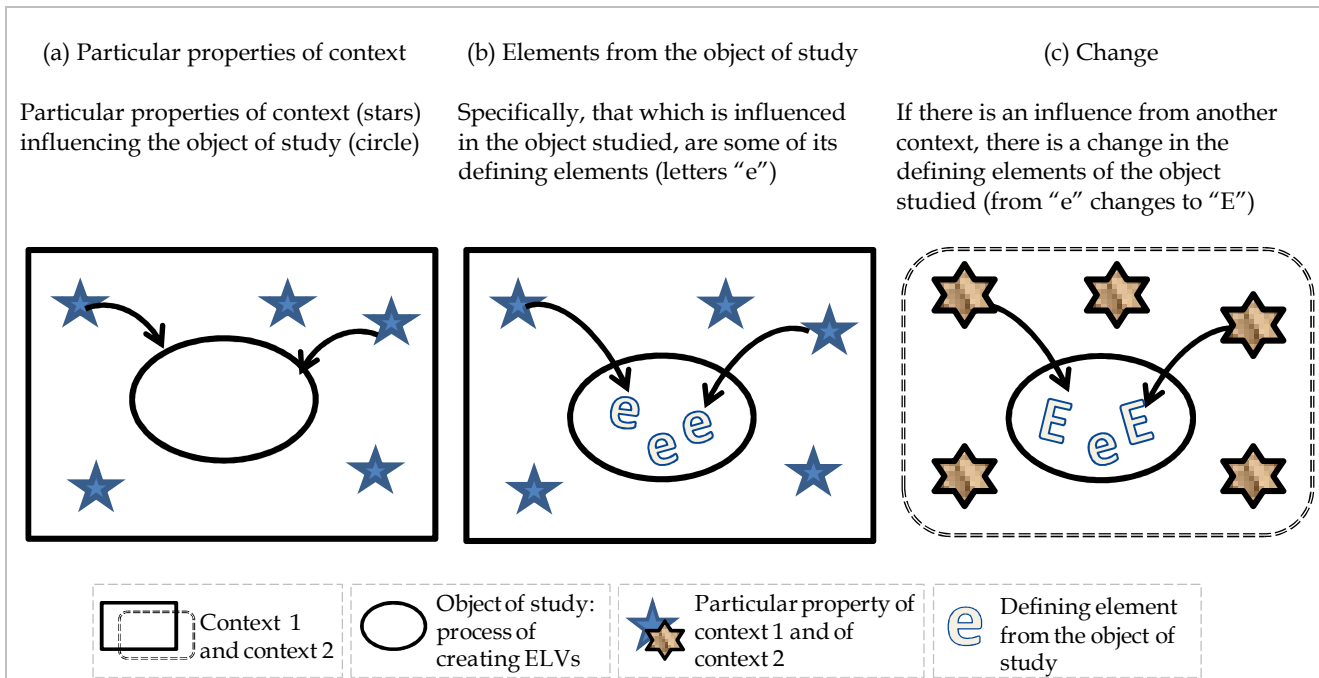 (a) Particular properties of context
Particular properties of context (stars)
influencing the object of study (circle)
(b) Elements from the object of study
Specifically, that which is influenced
in the object studied, are some of its
defining elements (letters “e”)
(c) Change
If there is an influence from another
context, there is a change in the
defining elements of the object
studied (from “e” changes to “E”)
e
e
e
E
e
E
Context 1
and context 2
Object of study:
process of
creating ELVs
Particular property of
context 1 and of
context 2
e
Defining element
from the object of
study